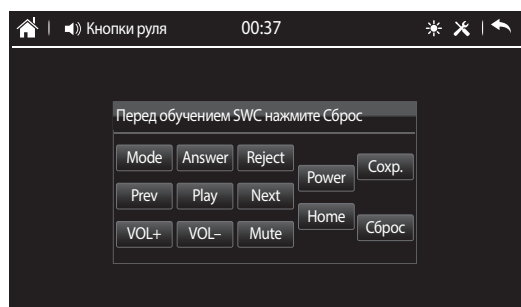 Кнопки руля 00:37
Перед обучением SWC нажмите Сброс
Mode Answer Reject
Power Сохр.
Prev Play Next
Home Сброс
VOL+ VOL– Mute